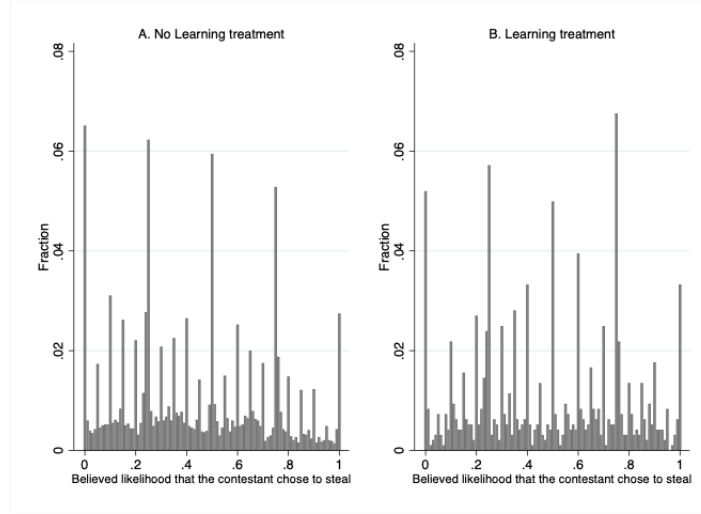 A. No Learning treatment
.08
.06
.04
.02
0
Fraction
0 .2 .4 .6 .8 1
Believed likelihood that the contestant chose to steal
B. Learning treatment
.08
.06
.04
.02
0
Fraction
0 .2 .4 .6 .8 1
Believed likelihood that the contestant chose to steal